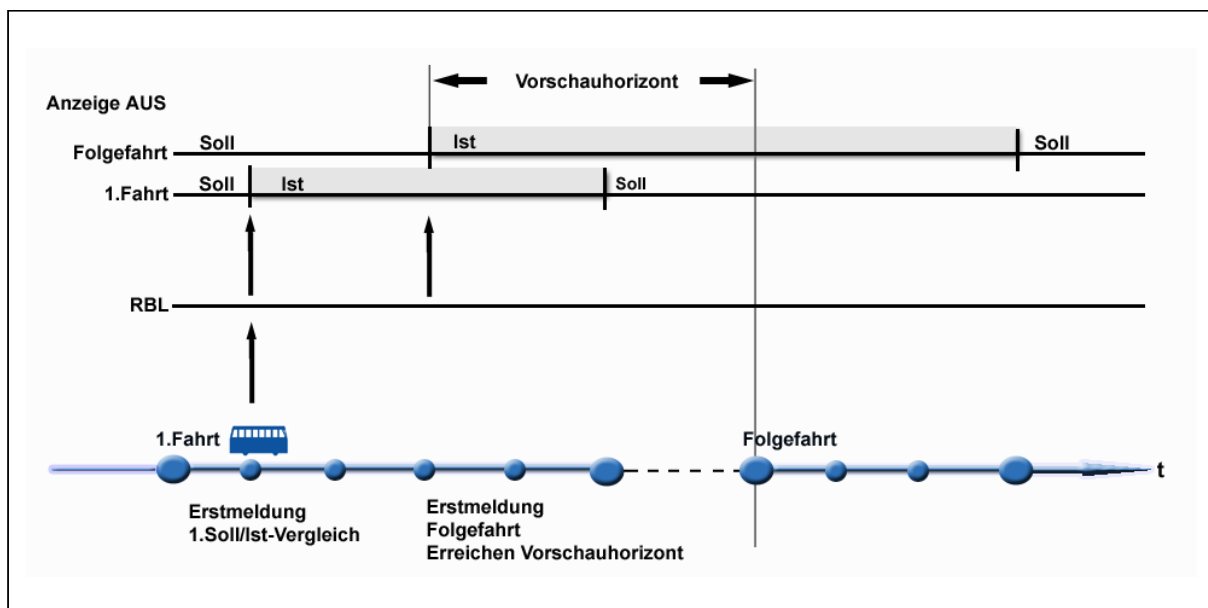 Vorschauhorizont
Anzeige AUS
Soll
Ist
Soll
Folgefahrt
Soll
Ist
Soll
1.Fahrt
RBL
1.Fahrt
Folgefahrt
t
Erstmeldung
1.Soll/Ist-Vergleich
Erstmeldung
Folgefahrt
Erreichen Vorschauhorizont